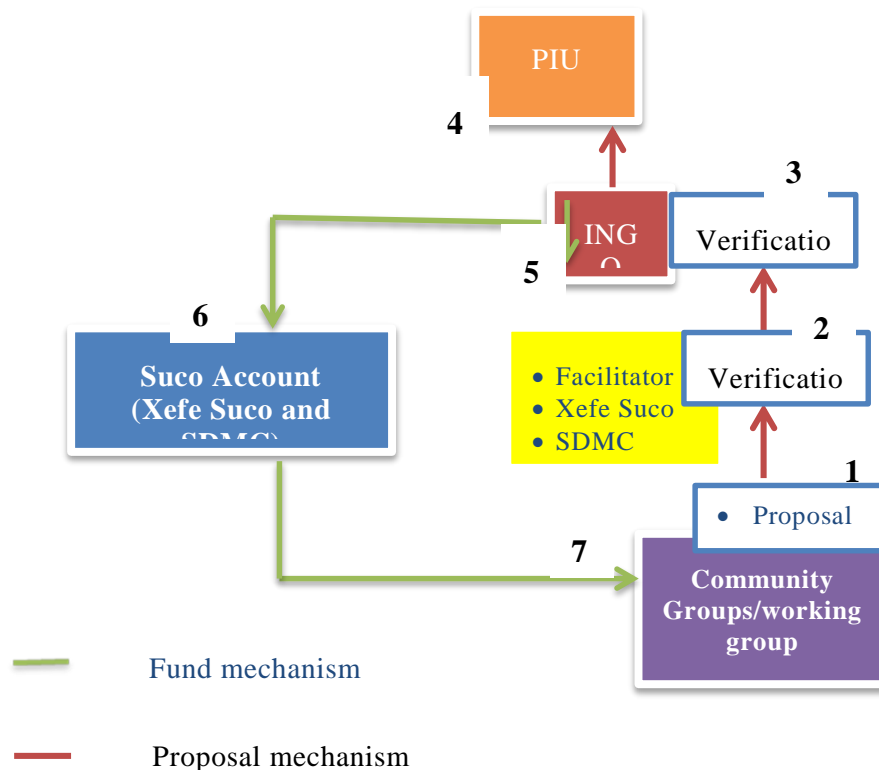 PIU
4
3
ING
Verificatio
5
6
2
Suco Account
(Xefe Suco and
SDMC)
• Facilitator
• Xefe Suco
• SDMC
Verificatio
1
• Proposal
7
Community
Groups/working
group
Fund mechanism
Proposal mechanism